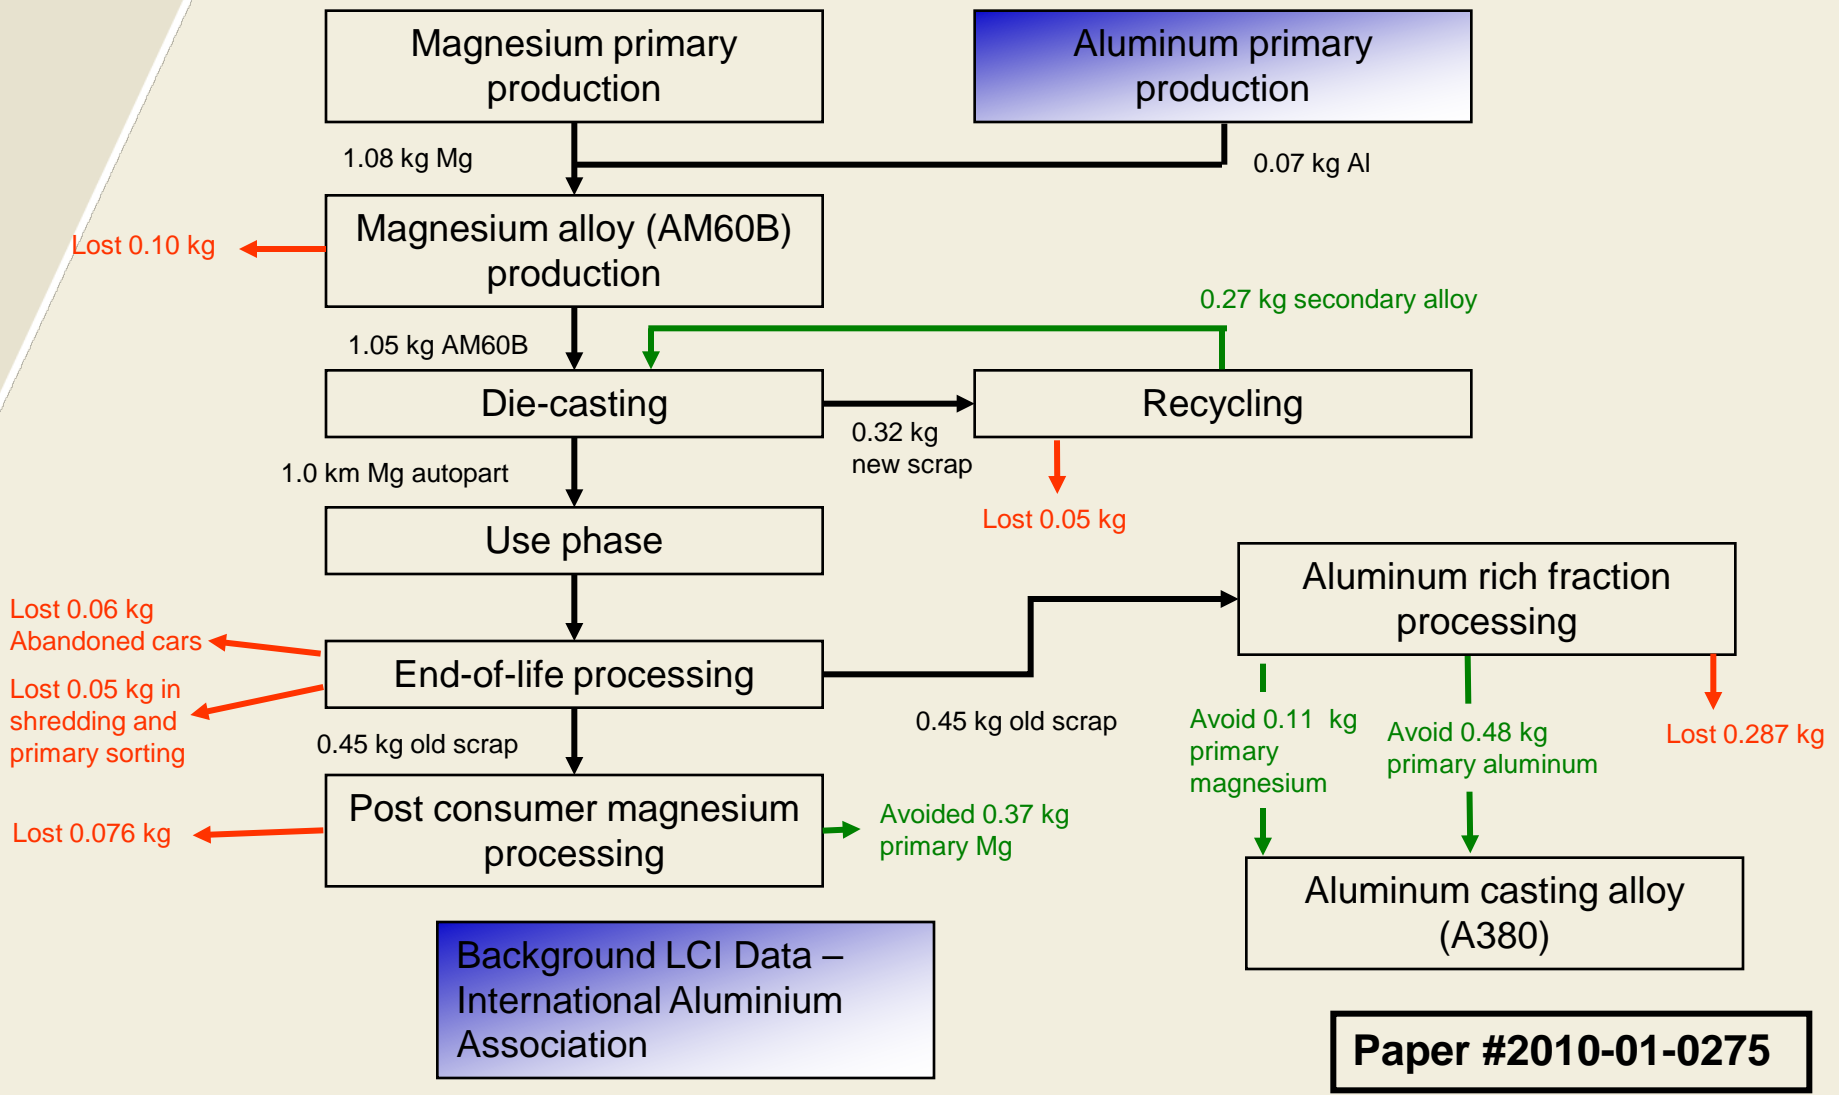 Magnesium primary
production
Aluminum primary
production
1.08 kg Mg
0.07 kg Al
Magnesium alloy (AM60B)
production
Lost 0.10 kg
0.27 kg secondary alloy
1.05 kg AM60B
Die-casting
Recycling
0.32 kg
new scrap
1.0 km Mg autopart
Lost 0.05 kg
Use phase
Aluminum rich fraction
processing
Lost 0.06 kg
Abandoned cars
End-of-life processing
Lost 0.05 kg in
shredding and
primary sorting
0.45 kg old scrap
0.45 kg old scrap
Avoid 0.11 kg
primary
magnesium
Avoid 0.48 kg
primary aluminum
Lost 0.287 kg
Post consumer magnesium
processing
Lost 0.076 kg
Avoided 0.37 kg
primary Mg
Aluminum casting alloy
(A380)
Background LCI Data –
International Aluminium
Association
Paper #2010-01-0275